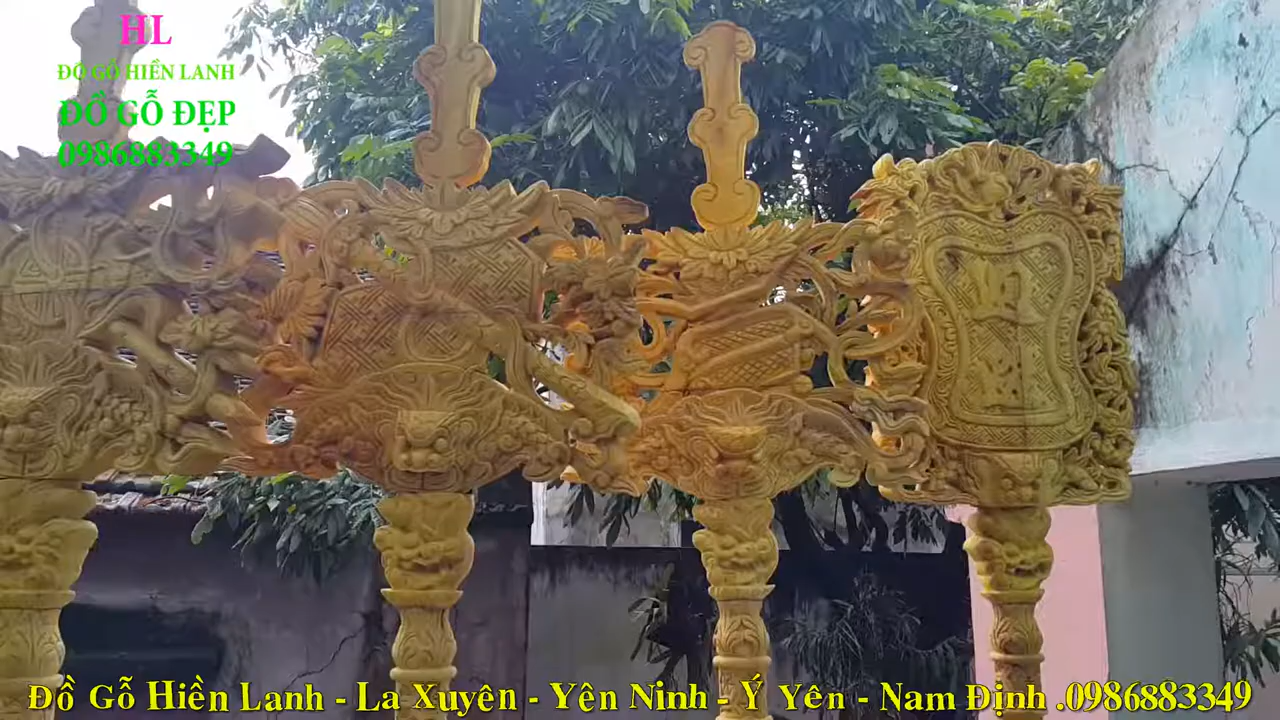 HL
ĐỒ GỖ HIỀN LANH
ĐỒ GỖ ĐẸP
0986883349
Đồ Gỗ Hiền Lanh - La Xuyên - Yên Ninh - Ý Yên - Nam Định .0986883349